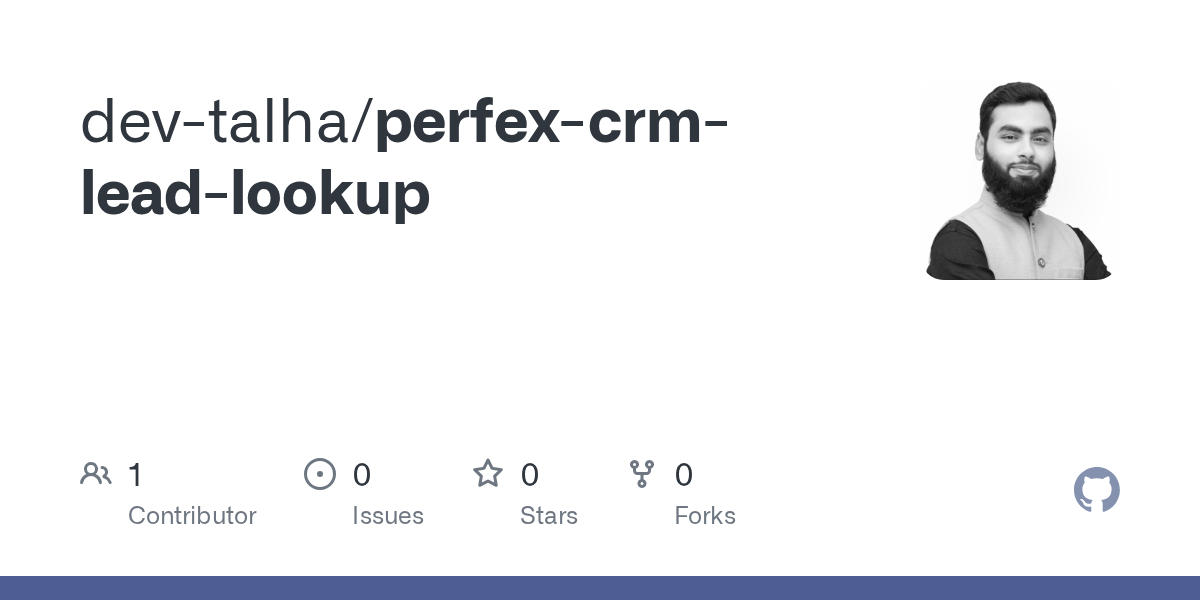 dev-talha/perfex-crm-
lead-lookup
1 0 0 0
Contributor Issues Stars Forks